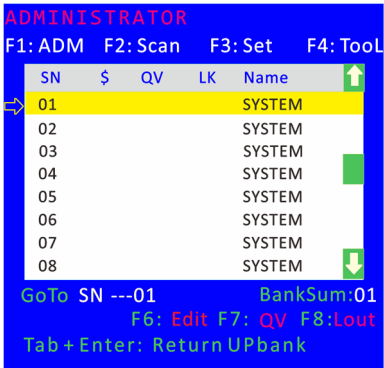 ADMINISTRATOR
F1: ADM F2: Scan F3: Set F4: TooL
SN $ QV LK Name
01 SYSTEM
02 SYSTEM
03 SYSTEM
04 SYSTEM
05 SYSTEM
06 SYSTEM
07 SYSTEM
08 SYSTEM
GoTo SN ---01 BankSum:01
F6: Edit F7: QV F8:Lout
Tab+Enter: Return UPbank